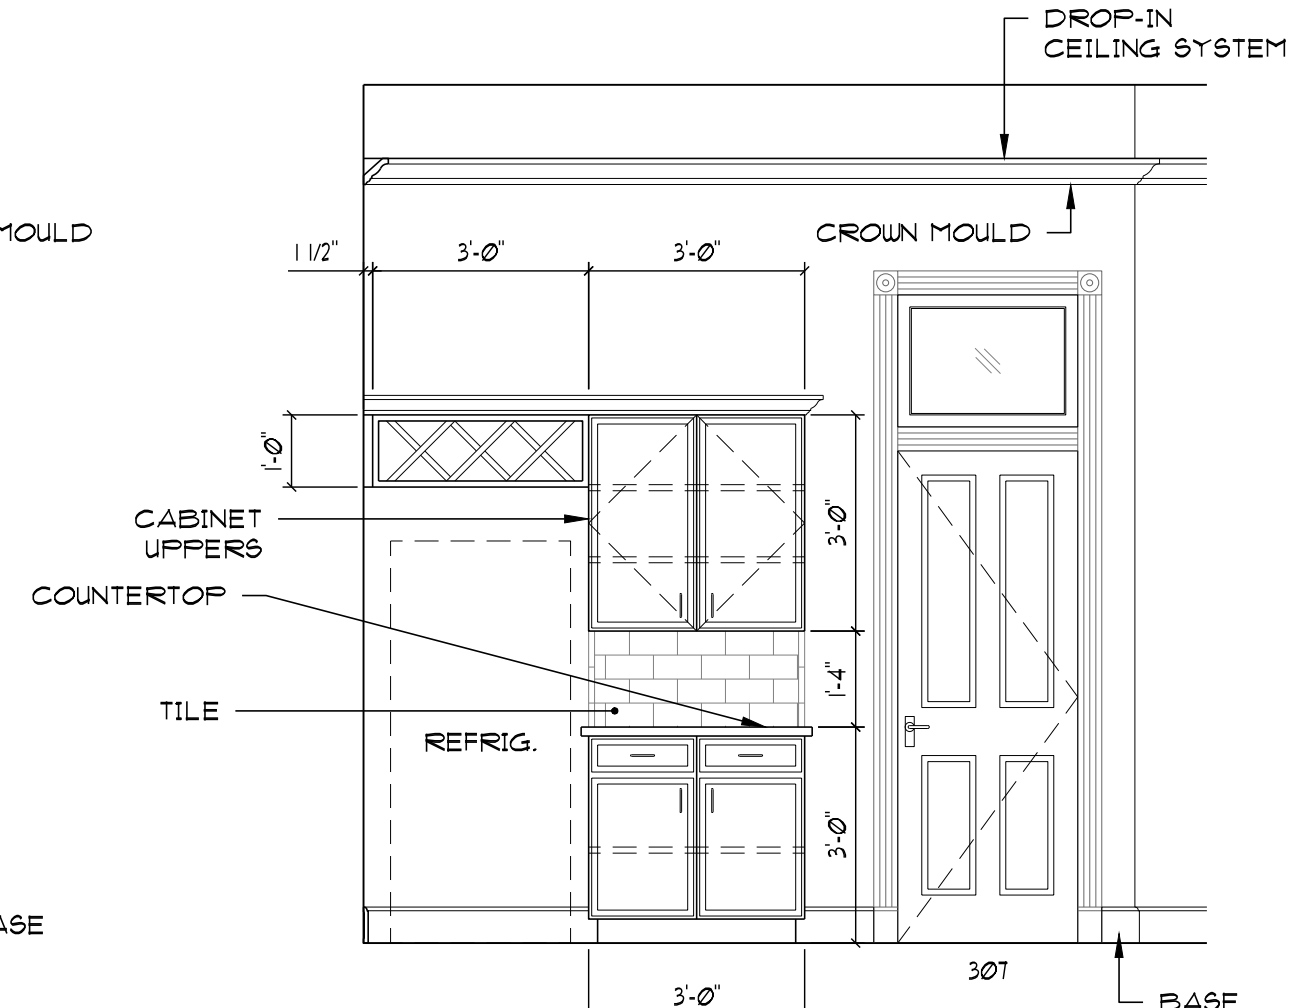 DROP-IN
CEILING SYSTEM
MOULD
CROWN MOULD
1 1/2"
3'-0"
3'-0"
1'-0"
CABINET
UPPERS
3'-0"
COUNTERTOP
1'-4"
TILE
REFRIG.
3'-0"
ASE
307
3'-0"
BASE